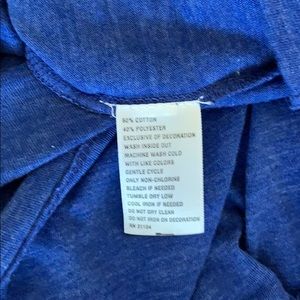 60% COTTON
40% POLYESTER
EXCLUSIVE OF DECORATION
WASH INSIDE OUT
MACHINE WASH COLD
WITH LIKE COLORS
GENTLE CYCLE
ONLY NON-CHLORINE
BLEACH IF NEEDED
TUMBLE DRY LOW
COOL IRON IF NEEDED
DO NOT DRY CLEAN
DO NOT IRON ON DECORATION
RN 31104